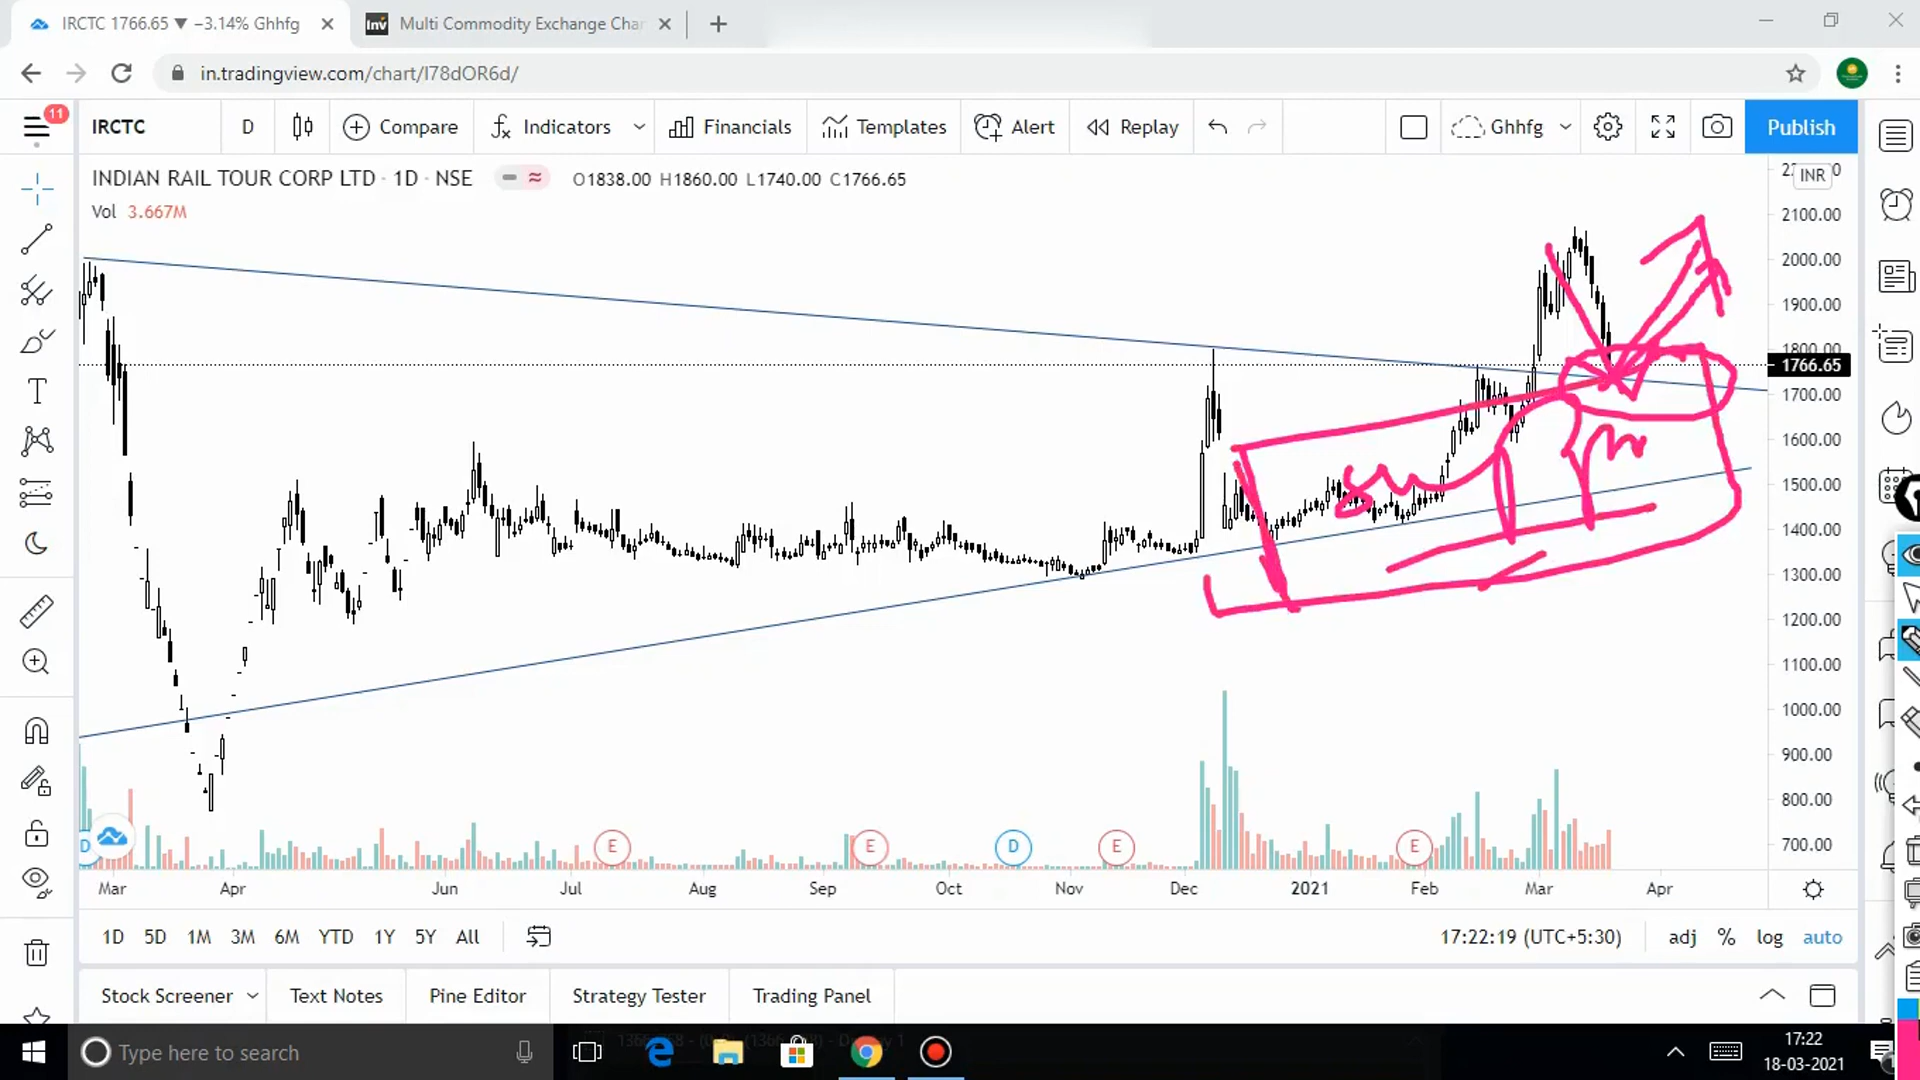 IRCTC 1766.65 ▼ −3.14% Ghhfg
Multi Commodity Exchange Char
in.tradingview.com/chart/I78dOR6d/
11
IRCTC
D
Compare
Indicators
Financials
Templates
Alert
Replay
Ghhfg
Publish
INDIAN RAIL TOUR CORP LTD · 1D · NSE
O1838.00 H1860.00 L1740.00 C1766.65
INR
Vol 3.667M
2100.00
2000.00
1900.00
1800.00
1766.65
1700.00
1600.00
1500.00
1400.00
1300.00
1200.00
1100.00
1000.00
900.00
800.00
700.00
D
E
E
D
E
E
Mar Apr Jun Jul Aug Sep Oct Nov Dec 2021 Feb Mar Apr
1D 5D 1M 3M 6M YTD 1Y 5Y All
17:22:19 (UTC+5:30)
adj % log auto
Stock Screener
Text Notes
Pine Editor
Strategy Tester
Trading Panel
Type here to search
17:22
18-03-2021